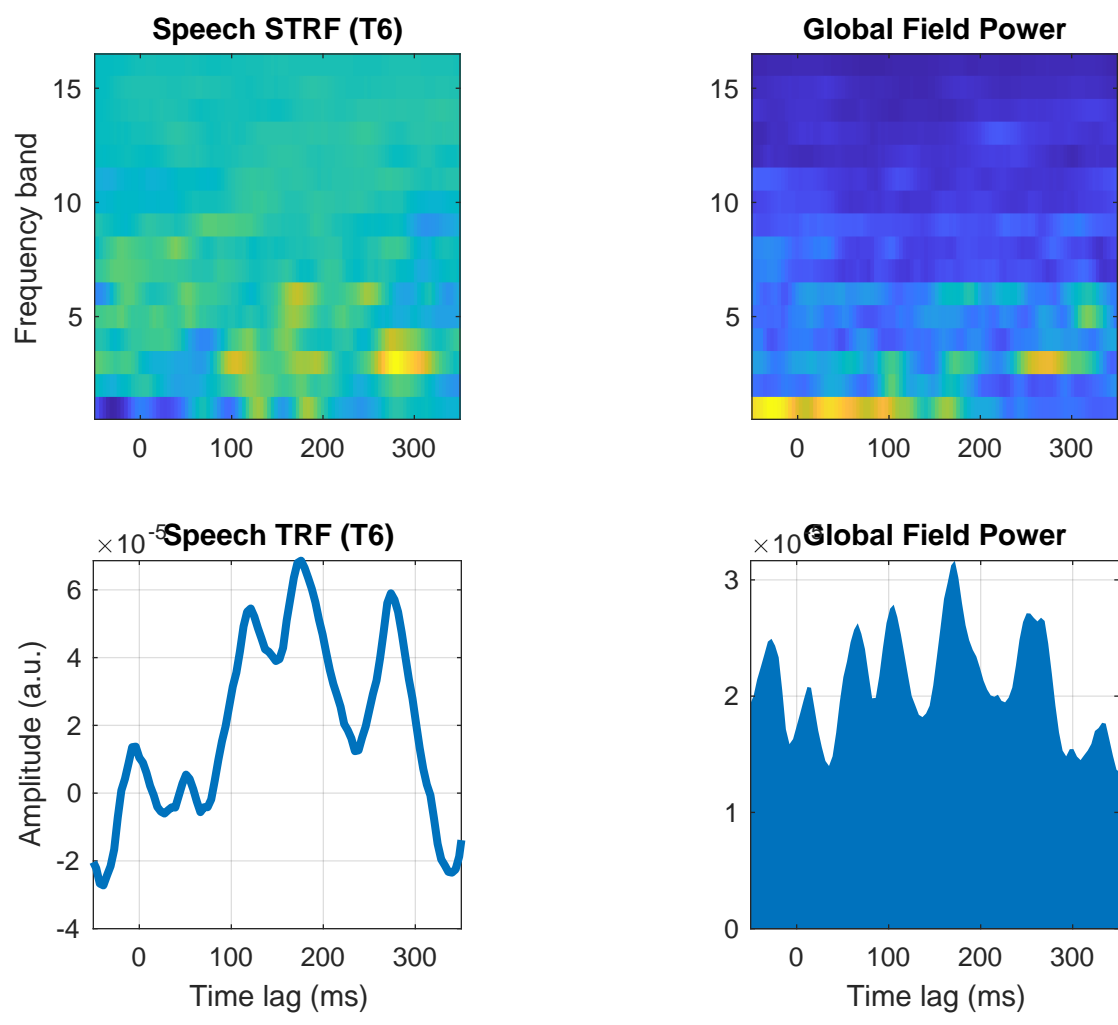 Speech STRF (T6)
Frequency band
15
10
5
0 100 200 300
Global Field Power
15
10
5
0 100 200 300
×10^-5
Speech TRF (T6)
Amplitude (a.u.)
6
4
2
0
-2
-4
0 100 200 300
Time lag (ms)
×10^-5
Global Field Power
3
2
1
0
0 100 200 300
Time lag (ms)